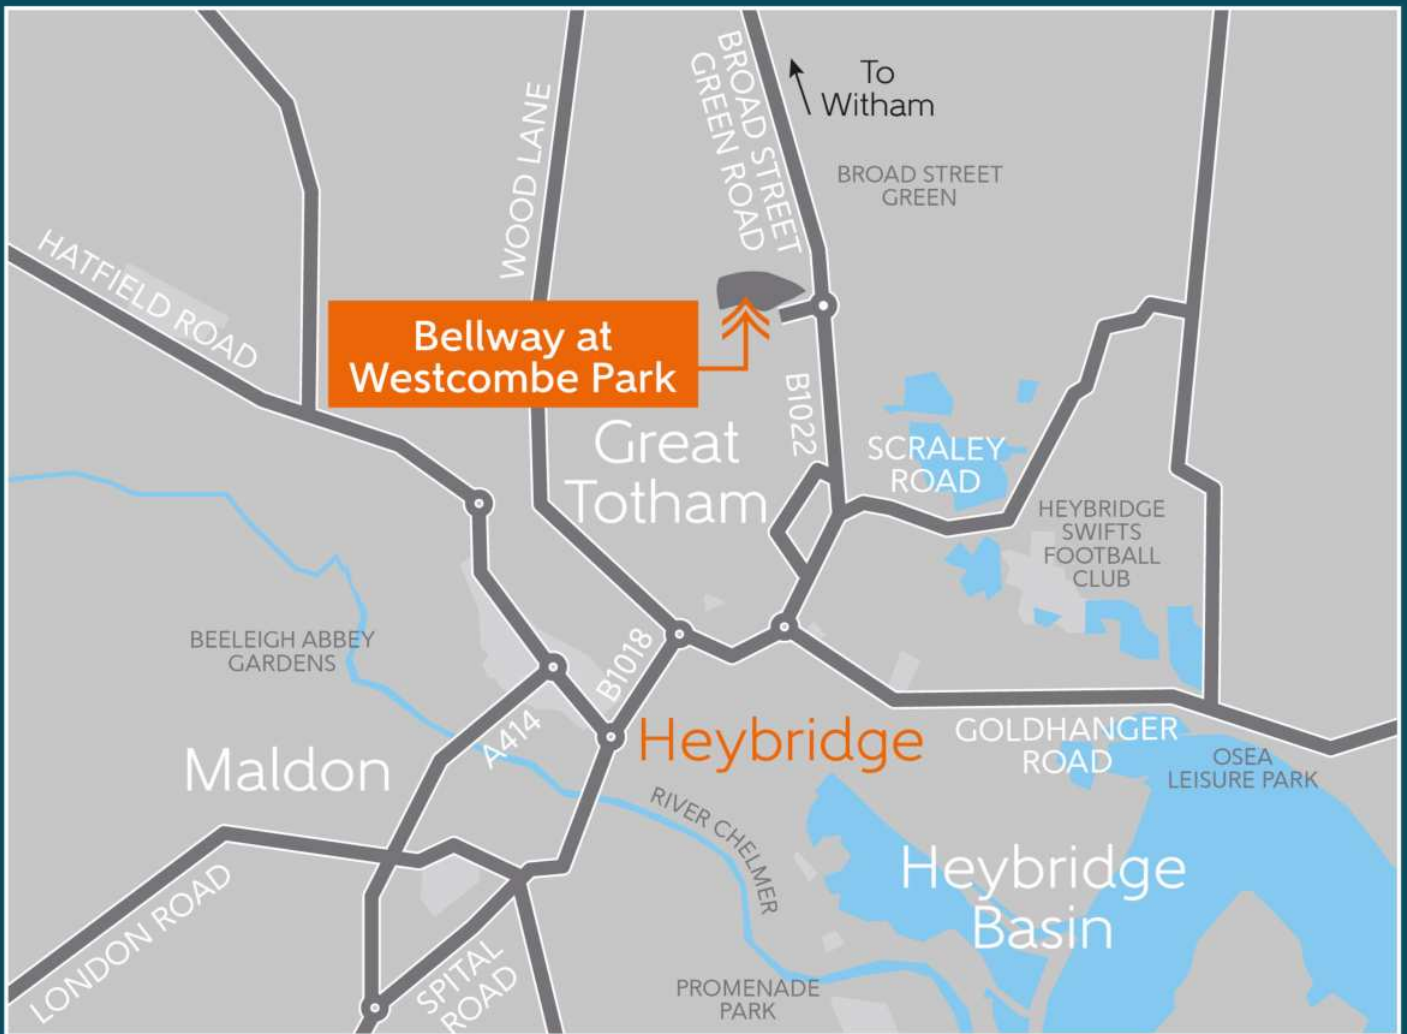 BROAD STREET
GREEN ROAD
To
Witham
WOOD LANE
BROAD STREET
GREEN
HATFIELD ROAD
Bellway at
Westcombe Park
B1022
Great
Totham
SCRALEY
ROAD
HEYBRIDGE
SWIFTS
FOOTBALL
CLUB
BEELEIGH ABBEY
GARDENS
B1018
A414
Heybridge
GOLDHANGER
ROAD
Maldon
OSEA
LEISURE PARK
RIVER CHELMER
Heybridge
Basin
LONDON ROAD
SPITAL
ROAD
PROMENADE
PARK